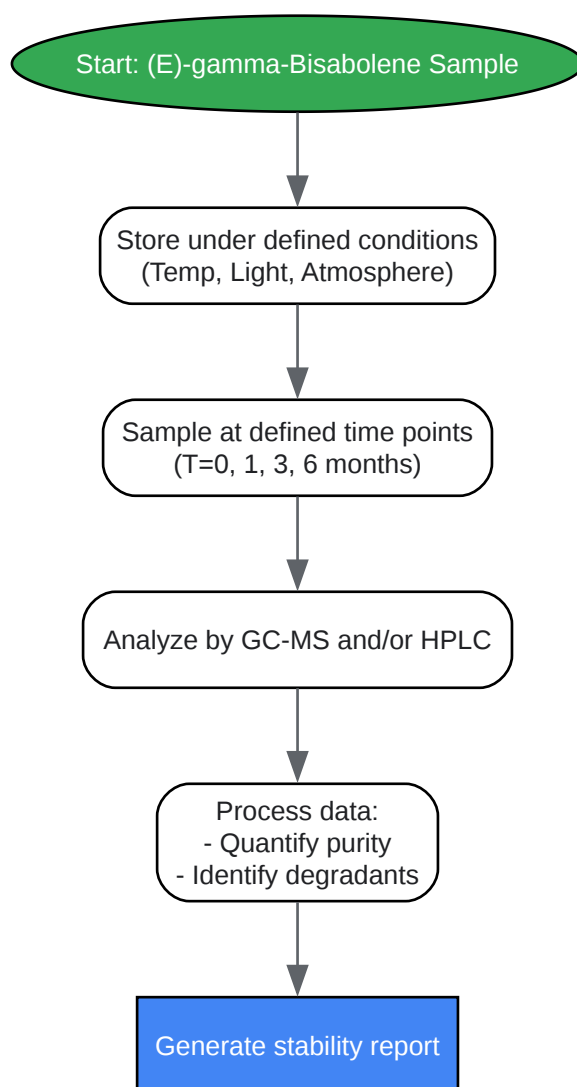 Start: (E)-gamma-Bisabolene Sample
Store under defined conditions
(Temp, Light, Atmosphere)
Sample at defined time points
(T=0, 1, 3, 6 months)
Analyze by GC-MS and/or HPLC
Process data:
- Quantify purity
- Identify degradants
Generate stability report